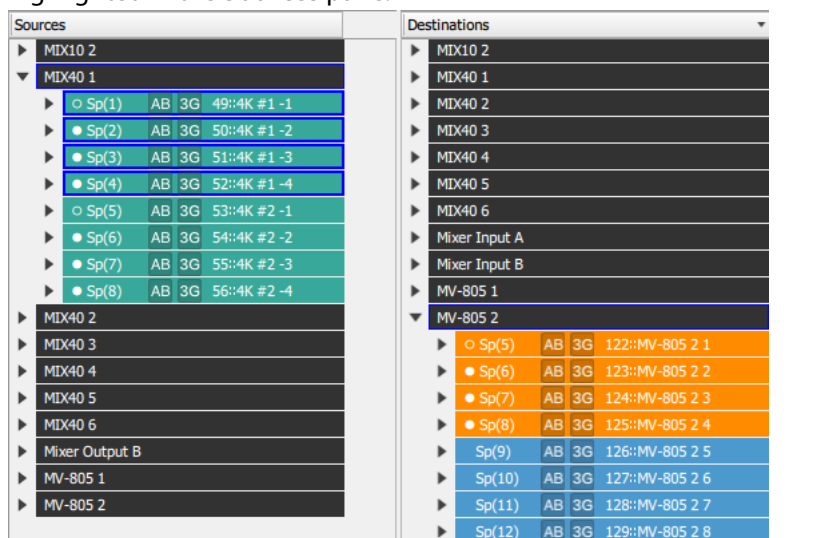 Sources
MIX10 2
MIX40 1
Sp(1) AB 3G 49::4K #1 -1
Sp(2) AB 3G 50::4K #1 -2
Sp(3) AB 3G 51::4K #1 -3
Sp(4) AB 3G 52::4K #1 -4
Sp(5) AB 3G 53::4K #2 -1
Sp(6) AB 3G 54::4K #2 -2
Sp(7) AB 3G 55::4K #2 -3
Sp(8) AB 3G 56::4K #2 -4
MIX40 2
MIX40 3
MIX40 4
MIX40 5
MIX40 6
Mixer Output B
MV-805 1
MV-805 2
Destinations
MIX10 2
MIX40 1
MIX40 2
MIX40 3
MIX40 4
MIX40 5
MIX40 6
Mixer Input A
Mixer Input B
MV-805 1
MV-805 2
Sp(5) AB 3G 122::MV-805 2 1
Sp(6) AB 3G 123::MV-805 2 2
Sp(7) AB 3G 124::MV-805 2 3
Sp(8) AB 3G 125::MV-805 2 4
Sp(9) AB 3G 126::MV-805 2 5
Sp(10) AB 3G 127::MV-805 2 6
Sp(11) AB 3G 128::MV-805 2 7
Sp(12) AB 3G 129::MV-805 2 8